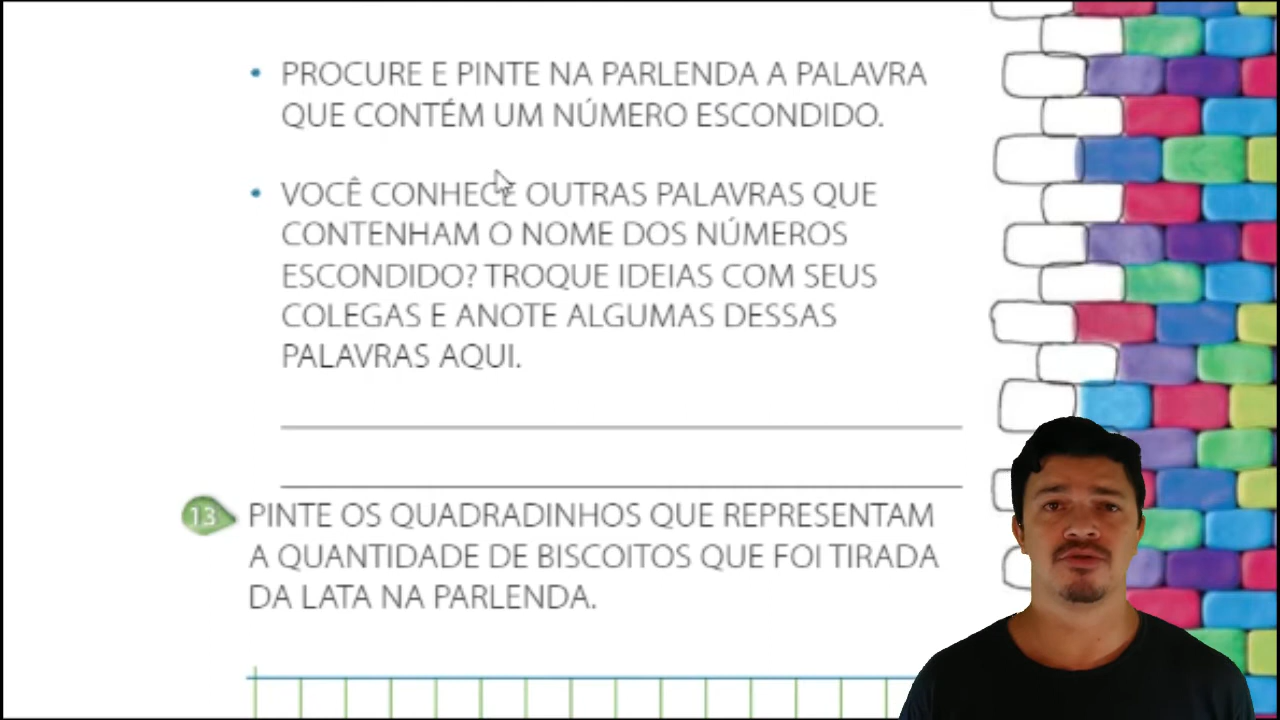 • PROCURE E PINTE NA PARLENDA A PALAVRA
QUE CONTÉM UM NÚMERO ESCONDIDO.
• VOCÊ CONHECE OUTRAS PALAVRAS QUE
CONTENHAM O NOME DOS NÚMEROS
ESCONDIDO? TROQUE IDEIAS COM SEUS
COLEGAS E ANOTE ALGUMAS DESSAS
PALAVRAS AQUI.
13 PINTE OS QUADRADINHOS QUE REPRESENTAM
A QUANTIDADE DE BISCOITOS QUE FOI TIRADA
DA LATA NA PARLENDA.